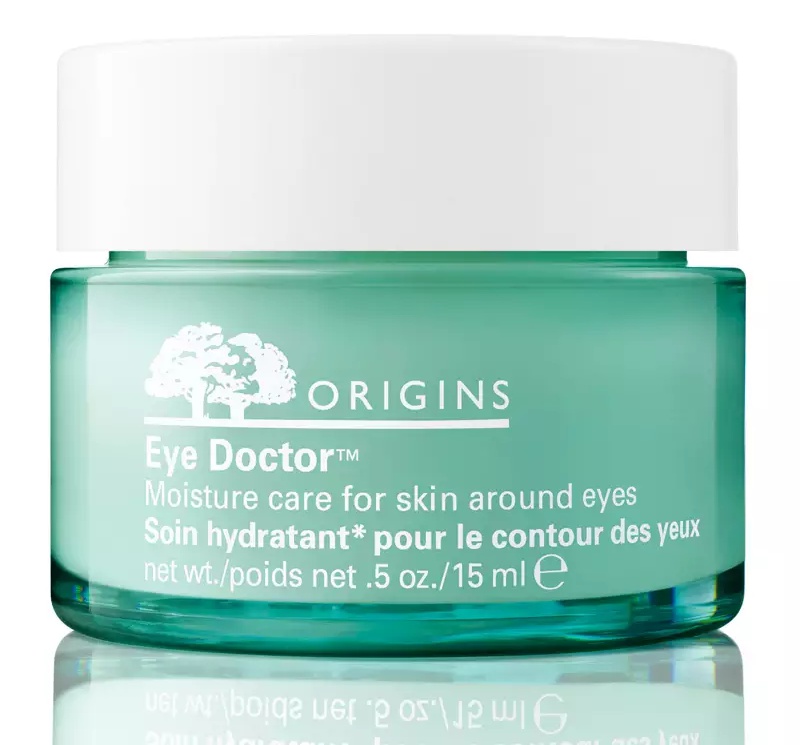 ORIGINS
Eye Doctor™
Moisture care for skin around eyes
Soin hydratant* pour le contour des yeux
net wt./poids net .5 oz./15 ml ℮